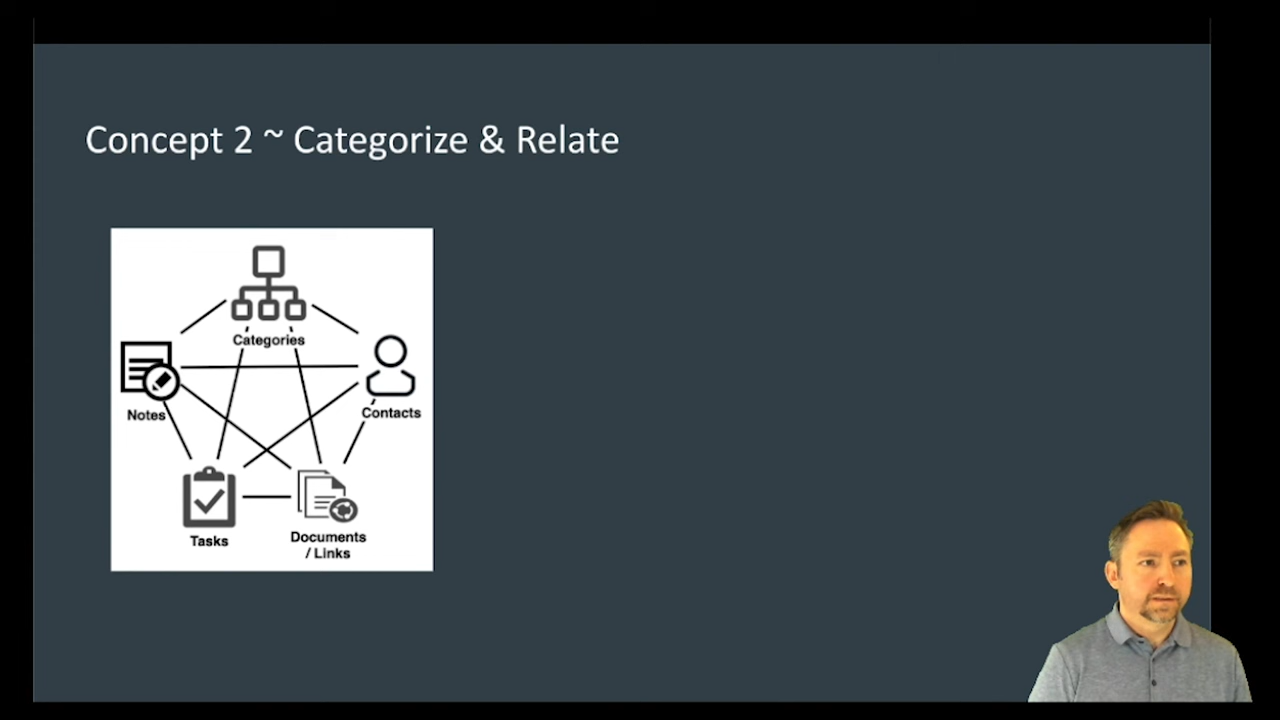 Concept 2 ~ Categorize & Relate
Categories
Notes
Contacts
Tasks
Documents
/ Links